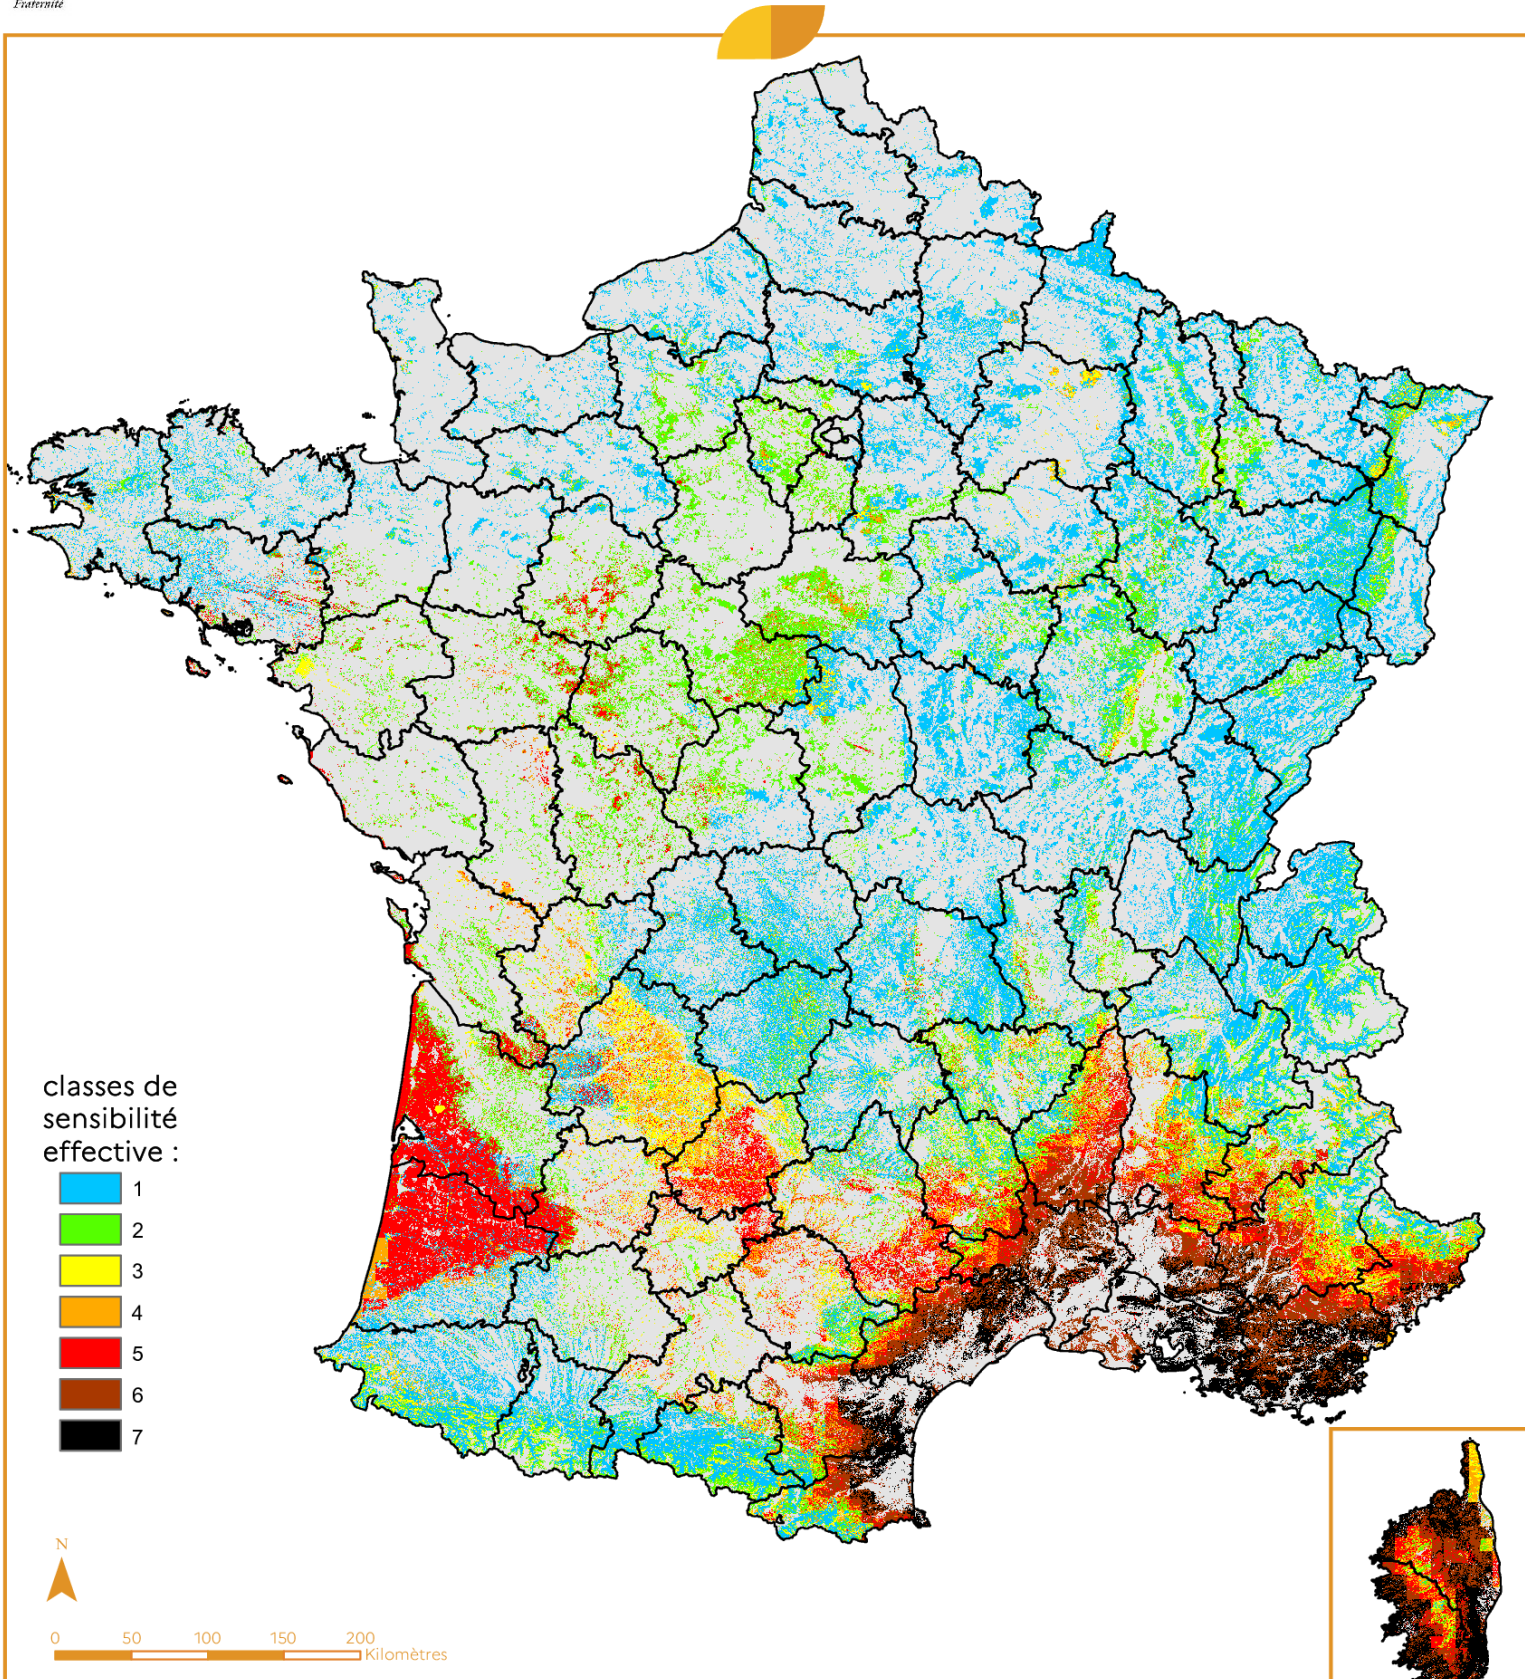 Fraternité
classes de
sensibilité
effective :
1
2
3
4
5
6
7
N
0 50 100 150 200
Kilomètres